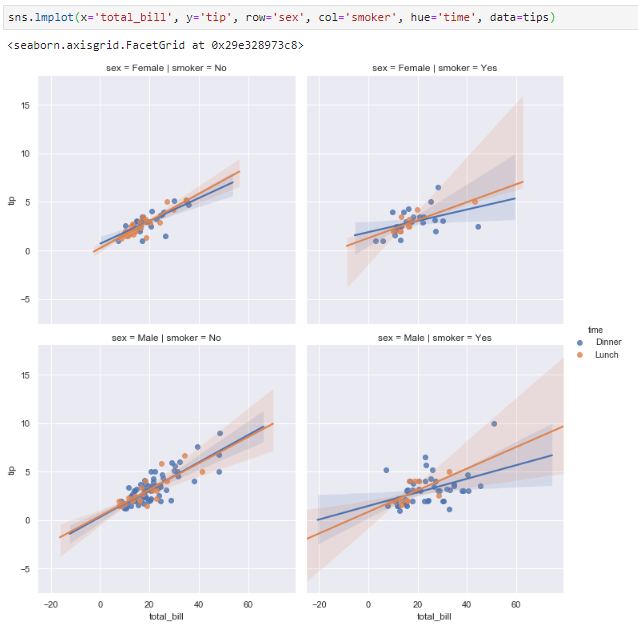 sns.lmplot(x='total_bill', y='tip', row='sex', col='smoker', hue='time', data=tips)
<seaborn.axisgrid.FacetGrid at 0x29e328973c8>
sex = Female | smoker = No
sex = Female | smoker = Yes
15
10
5
0
−5
tip
sex = Male | smoker = No
sex = Male | smoker = Yes
time
Dinner
Lunch
15
10
5
0
−5
tip
−20 0 20 40 60
−20 0 20 40 60
total_bill
total_bill